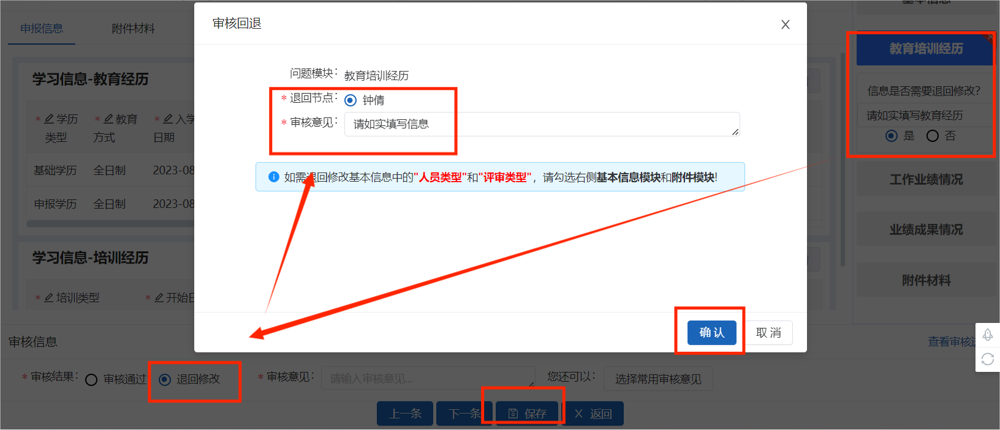 基本信息
申报信息
附件材料
审核回退
教育培训经历
问题模块：
教育培训经历
学习信息-教育经历
信息是否需要退回修改?
* 退回节点：
钟倩
* 学历类型
* 教育方式
* 入学日期
请如实填写教育经历
* 审核意见：
请如实填写信息
是
否
基础学历
全日制
2023-08
如需退回修改基本信息中的"人员类型"和"评审类型"，请勾选右侧基本信息模块和附件模块!
工作业绩情况
申报学历
全日制
2023-08
业绩成果情况
学习信息-培训经历
附件材料
* 培训类型
* 开始日
确 认
取 消
审核信息
查看审核
* 审核结果：
审核通过
退回修改
* 审核意见：
请输入审核意见...
您还可以：
选择常用审核意见
上一条
下一条
保存
返回